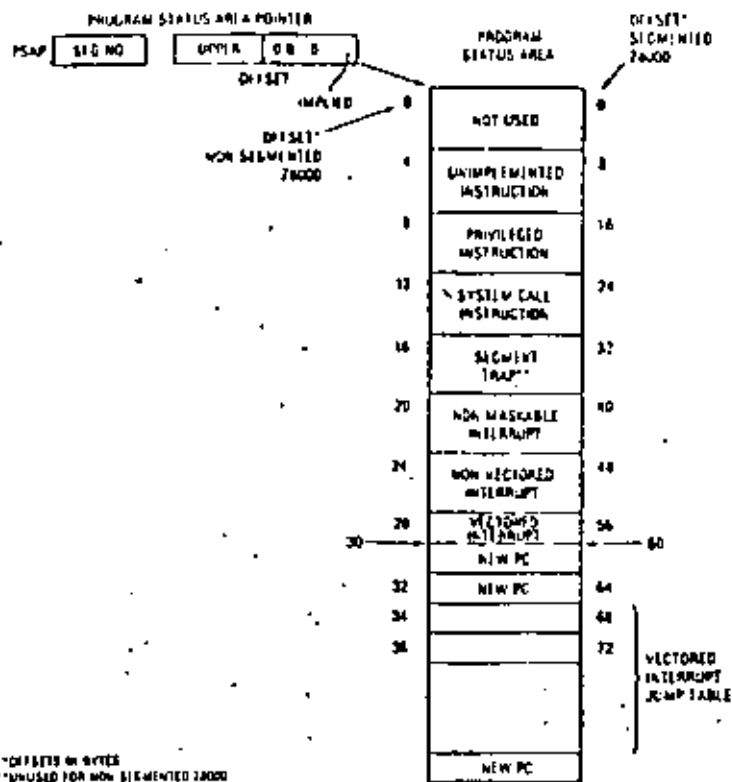 PROGRAM STATUS AREA POINTER
PSAP SEG NO UPPER 0 0 0
OFFSET
IMPLIED
PROGRAM
STATUS AREA
OFFSET*
SEGMENTED
Z8000
OFFSET*
NON SEGMENTED
Z8000
0 NOT USED 0
4 UNIMPLEMENTED INSTRUCTION 8
8 PRIVILEGED INSTRUCTION 16
12 SYSTEM CALL INSTRUCTION 24
16 SEGMENT TRAP** 32
20 NON MASKABLE INTERRUPT 40
24 NON VECTORED INTERRUPT 48
28 VECTORED INTERRUPT 56
30 NEW PC 60
32 NEW PC 64
34 68
36 72
VECTORED
INTERRUPT
JUMP TABLE
NEW PC
*OFFSETS IN BYTES
**UNUSED FOR NON SEGMENTED Z8000